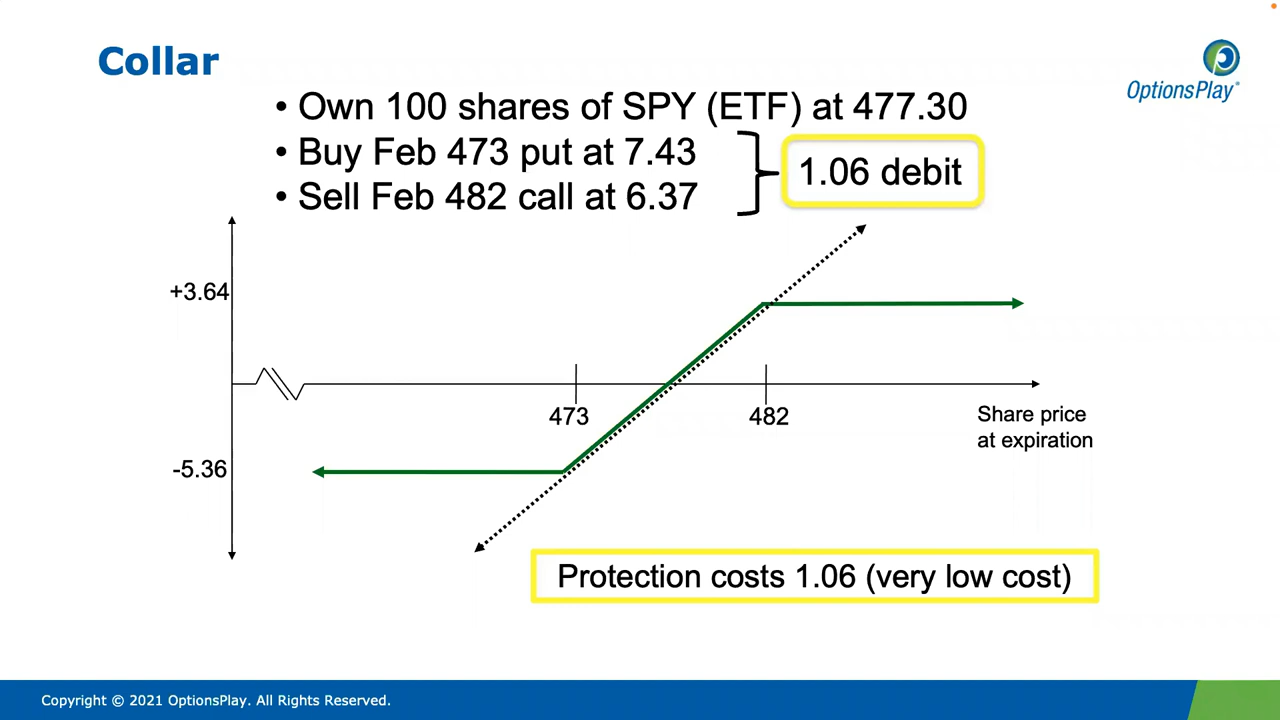 Collar
OptionsPlay
• Own 100 shares of SPY (ETF) at 477.30
• Buy Feb 473 put at 7.43
• Sell Feb 482 call at 6.37
1.06 debit
+3.64
473
482
Share price
at expiration
-5.36
Protection costs 1.06 (very low cost)
Copyright © 2021 OptionsPlay. All Rights Reserved.